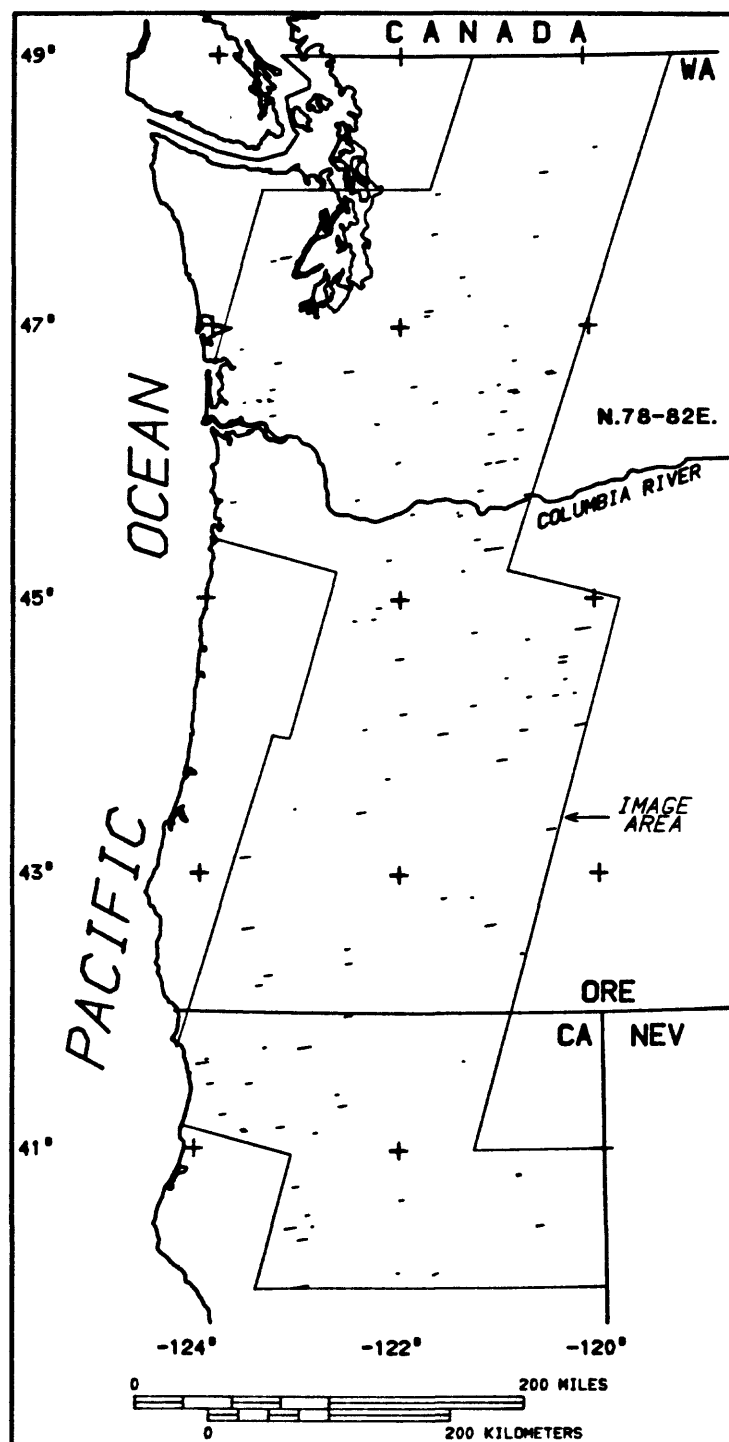 CANADA
49°
WA
47°
N.78-82E.
OCEAN
COLUMBIA RIVER
45°
IMAGE
AREA
43°
PACIFIC
ORE
CA NEV
41°
-124° -122° -120°
0 200 MILES
0 200 KILOMETERS